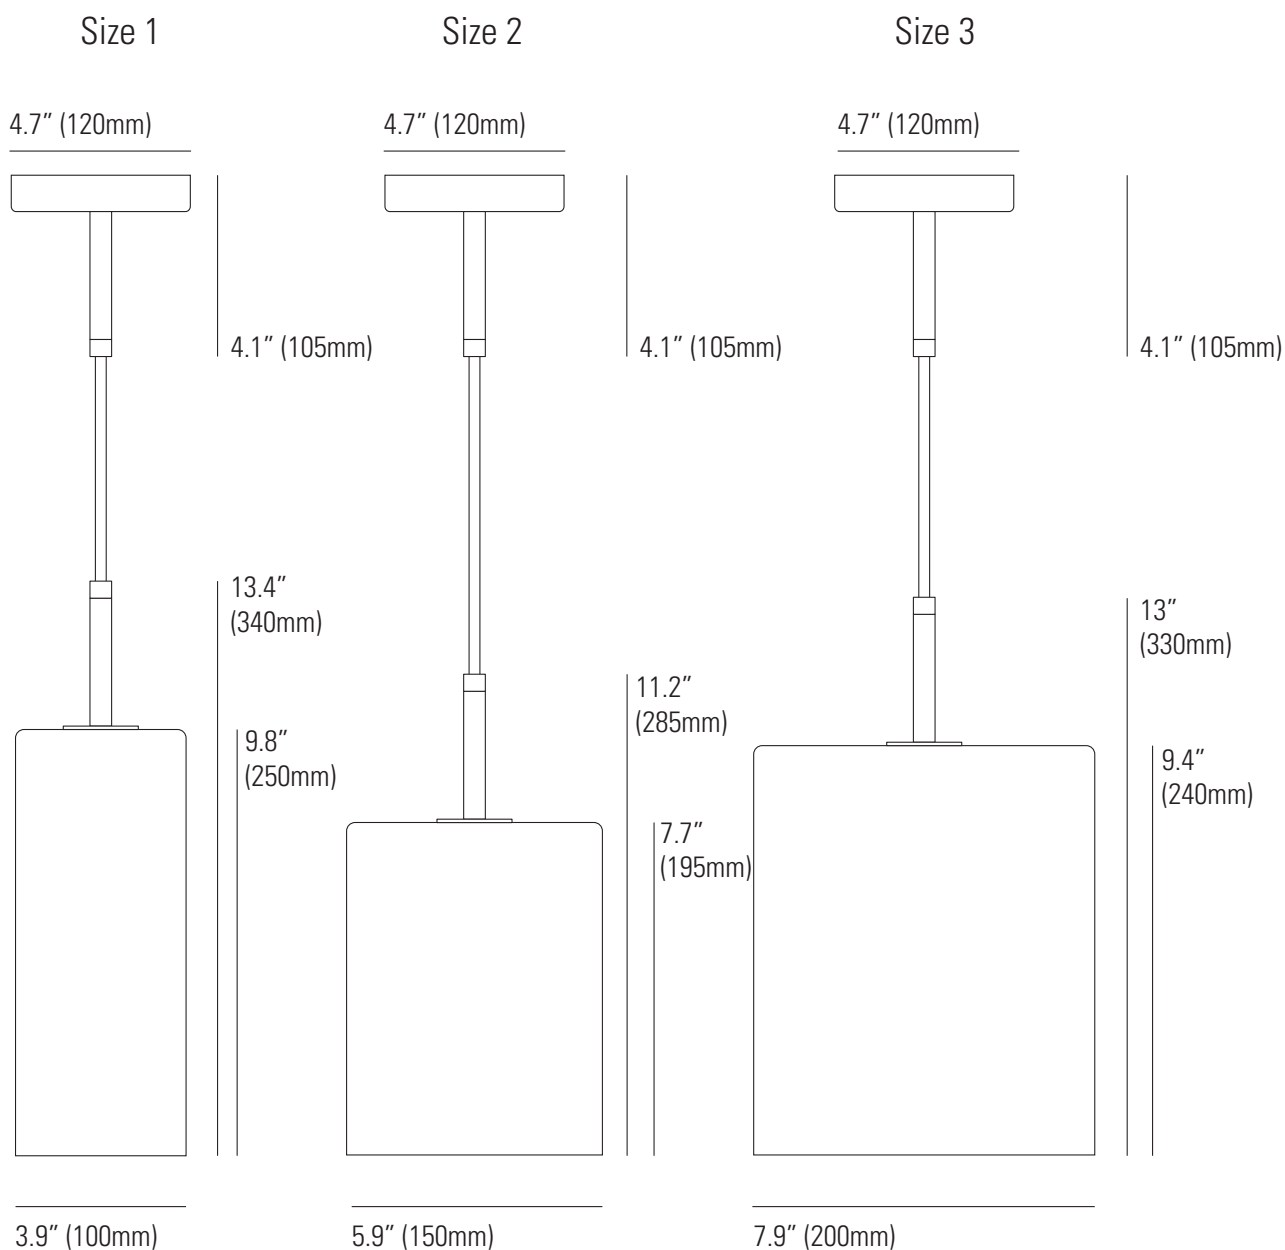 Size 1
Size 2
Size 3
4.7” (120mm)
4.7” (120mm)
4.7” (120mm)
4.1” (105mm)
4.1” (105mm)
4.1” (105mm)
13.4”
(340mm)
13”
(330mm)
11.2”
(285mm)
9.8”
(250mm)
9.4”
(240mm)
7.7”
(195mm)
3.9” (100mm)
5.9” (150mm)
7.9” (200mm)